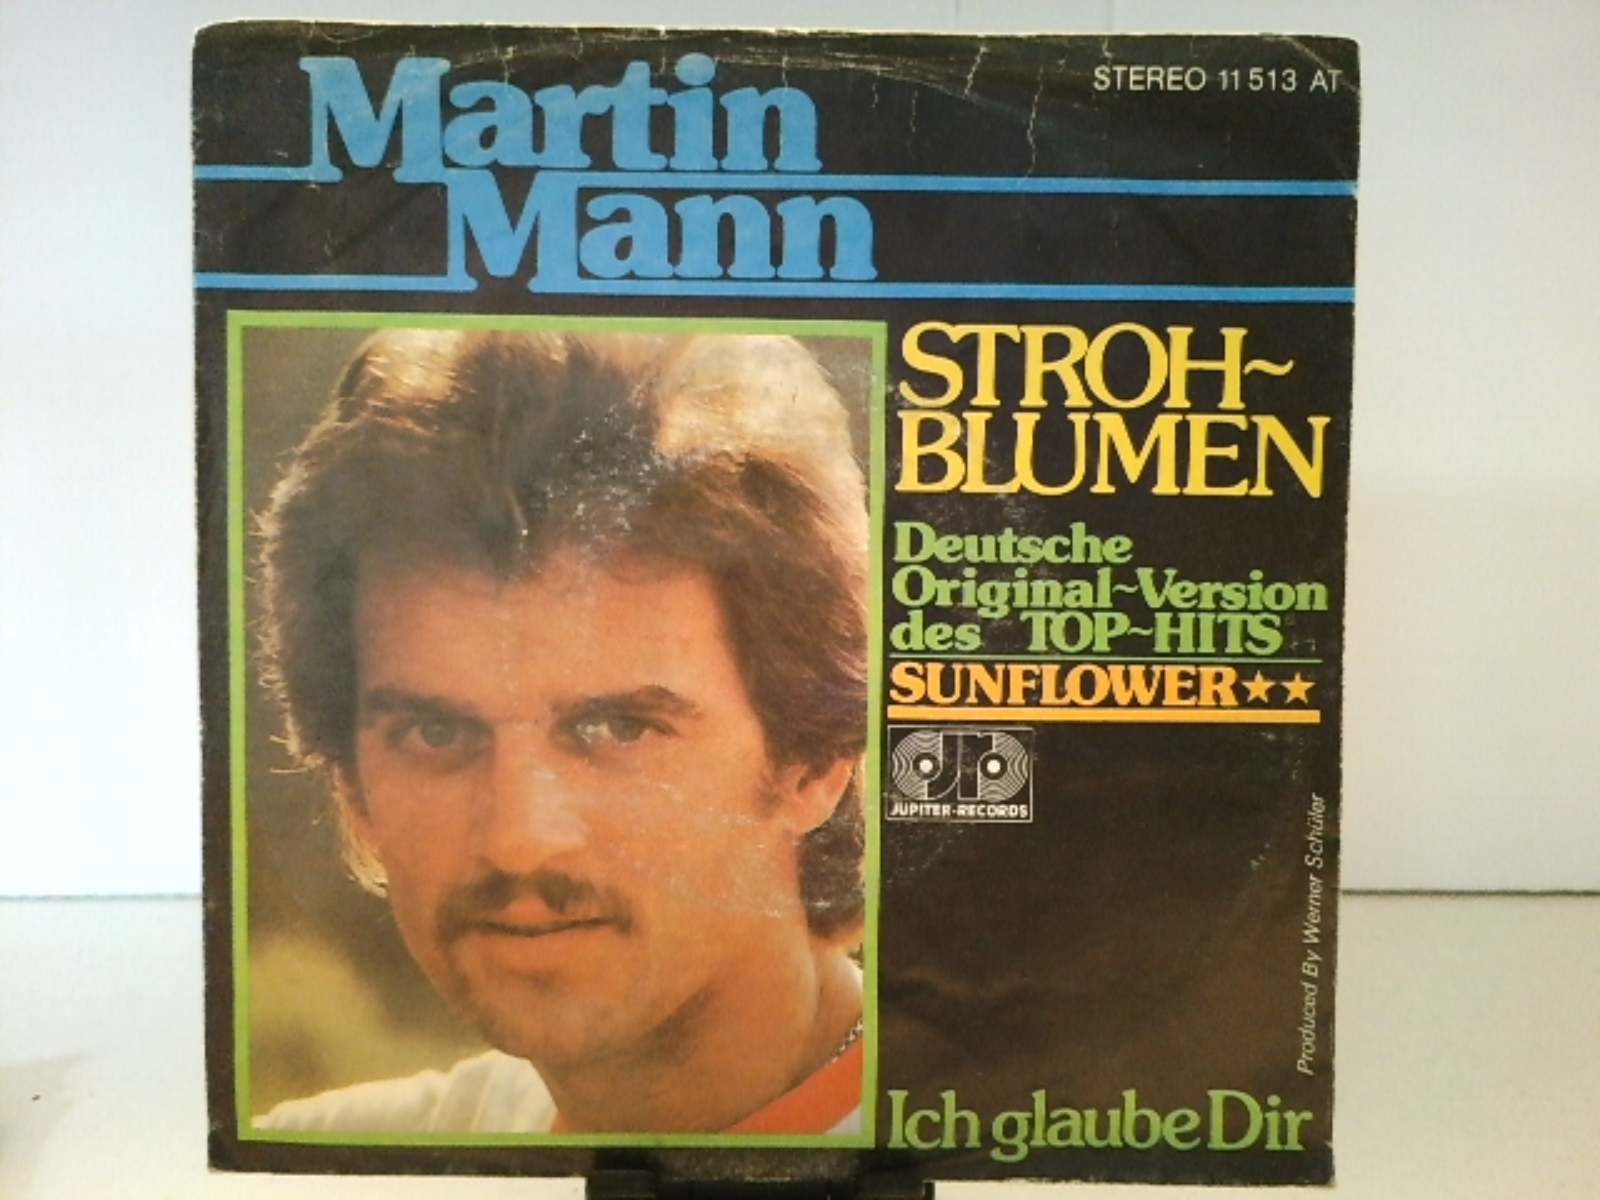 Martin
Mann
STEREO 11 513 AT
STROH~
BLUMEN
Deutsche
Original~Version
des TOP~HITS
SUNFLOWER★★
jr
JUPITER-RECORDS
Produced By Werner Schüler
Ich glaube Dir